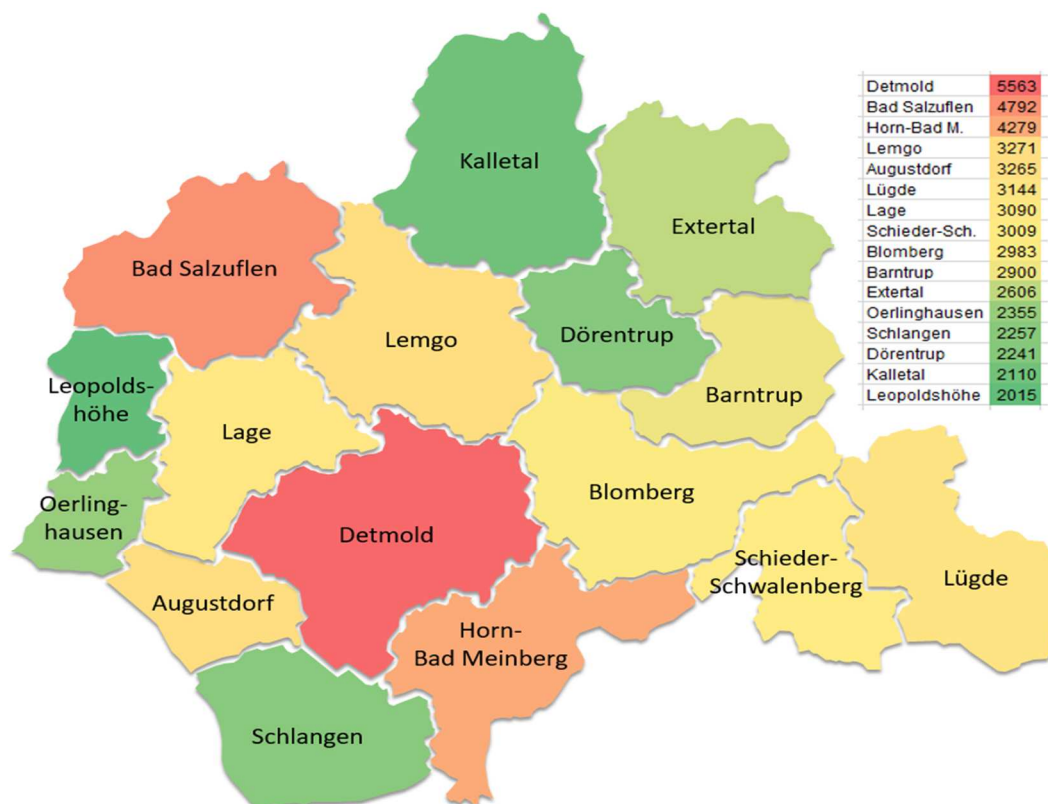 Kalletal
Extertal
Bad Salzuflen
Lemgo
Dörentrup
Leopolds-
höhe
Barntrup
Lage
Oerling-
hausen
Detmold
Blomberg
Schieder-
Schwalenberg
Lügde
Augustdorf
Horn-
Bad Meinberg
Schlangen
Detmold 5563
Bad Salzuflen 4792
Horn-Bad M. 4279
Lemgo 3271
Augustdorf 3265
Lügde 3144
Lage 3090
Schieder-Sch. 3009
Blomberg 2983
Barntrup 2900
Extertal 2606
Oerlinghausen 2355
Schlangen 2257
Dörentrup 2241
Kalletal 2110
Leopoldshöhe 2015